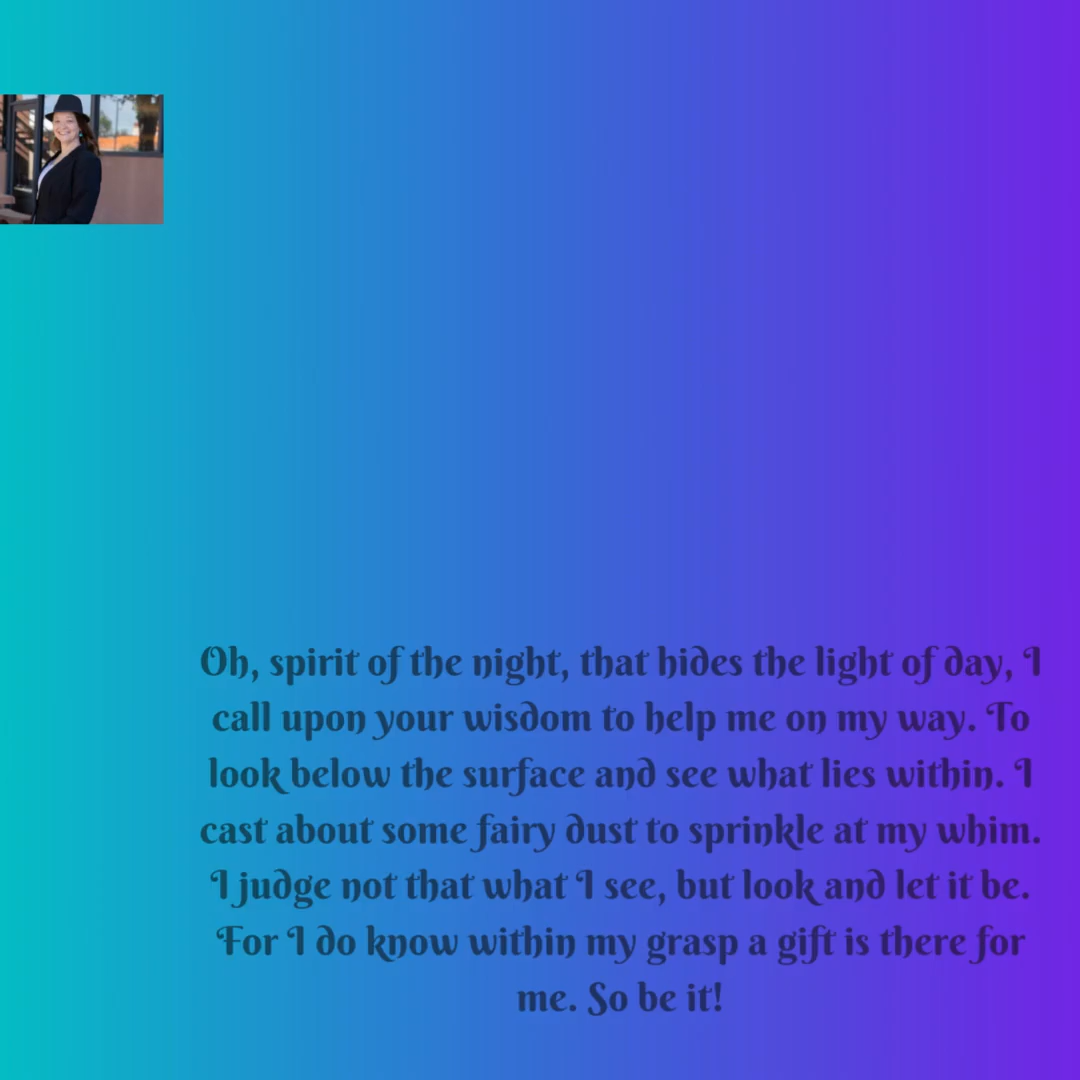 Oh, spirit of the night, that hides the light of day, I
call upon your wisdom to help me on my way. To
look below the surface and see what lies within. I
cast about some fairy dust to sprinkle at my whim.
I judge not that what I see, but look and let it be.
For I do know within my grasp a gift is there for
me. So be it!